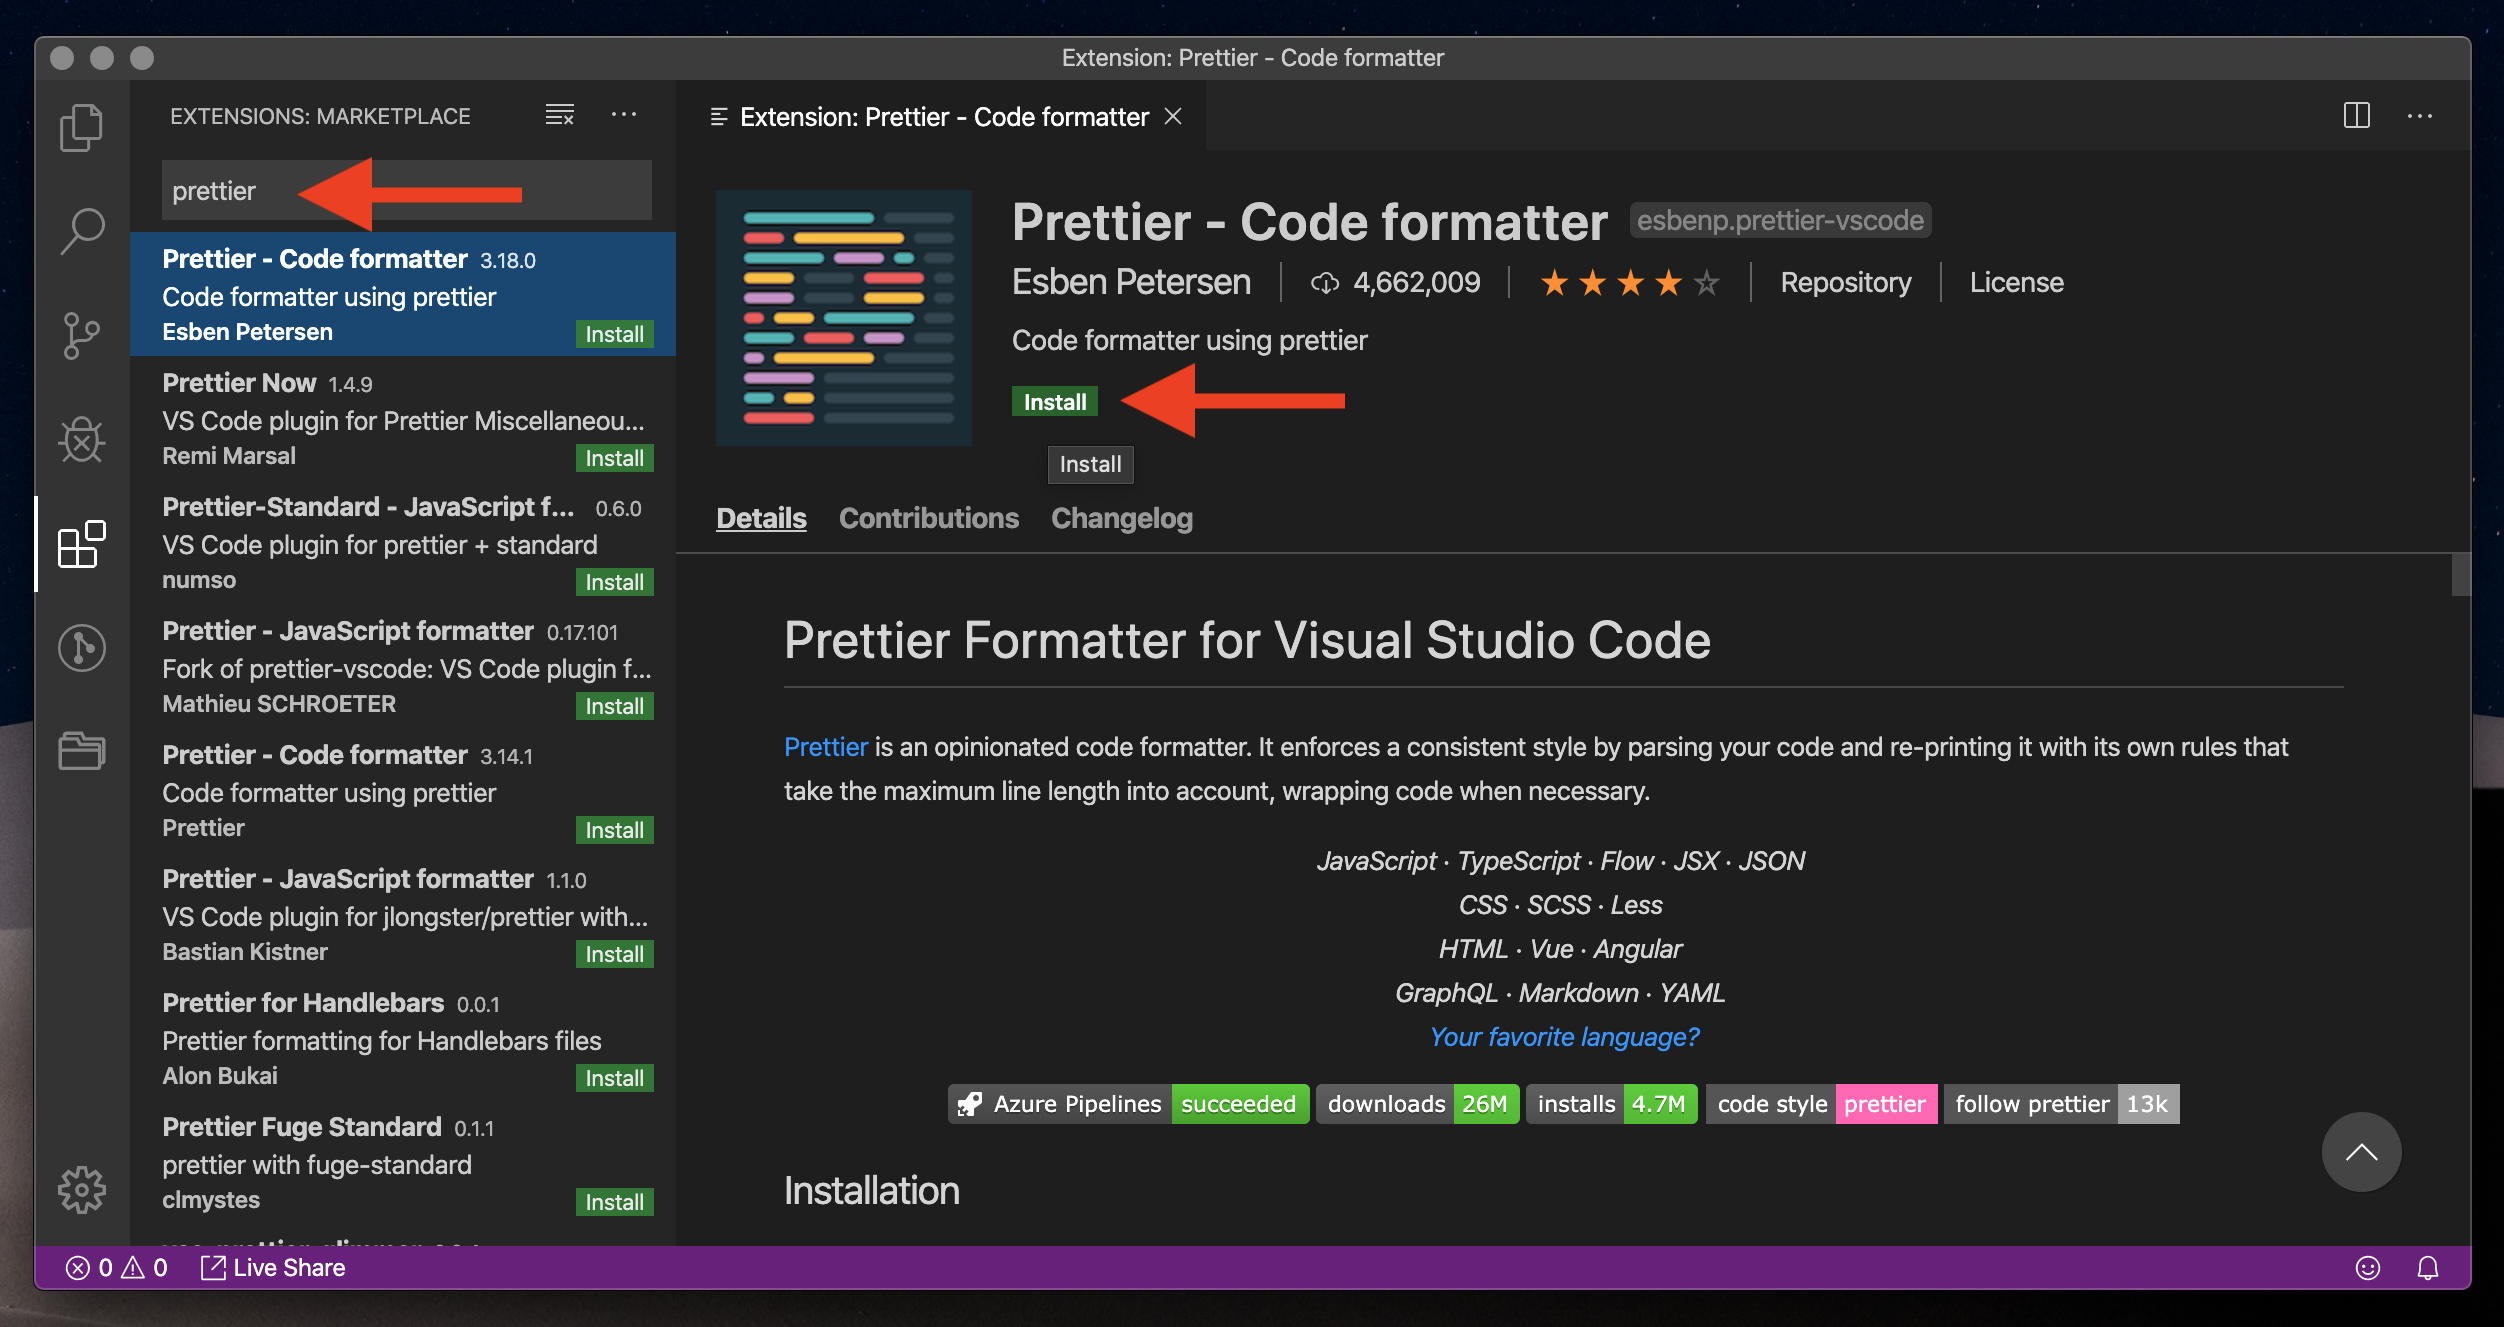 Extension: Prettier - Code formatter
EXTENSIONS: MARKETPLACE
prettier
Prettier - Code formatter 3.18.0
Code formatter using prettier
Esben Petersen Install
Prettier Now 1.4.9
VS Code plugin for Prettier Miscellaneou...
Remi Marsal Install
Prettier-Standard - JavaScript f... 0.6.0
VS Code plugin for prettier + standard
numso Install
Prettier - JavaScript formatter 0.17.101
Fork of prettier-vscode: VS Code plugin f...
Mathieu SCHROETER Install
Prettier - Code formatter 3.14.1
Code formatter using prettier
Prettier Install
Prettier - JavaScript formatter 1.1.0
VS Code plugin for jlongster/prettier with...
Bastian Kistner Install
Prettier for Handlebars 0.0.1
Prettier formatting for Handlebars files
Alon Bukai Install
Prettier Fuge Standard 0.1.1
prettier with fuge-standard
clmystes Install
Extension: Prettier - Code formatter
Prettier - Code formatter esbenp.prettier-vscode
Esben Petersen 4,662,009 Repository License
Code formatter using prettier
Install
Install
Details Contributions Changelog
Prettier Formatter for Visual Studio Code
Prettier is an opinionated code formatter. It enforces a consistent style by parsing your code and re-printing it with its own rules that
take the maximum line length into account, wrapping code when necessary.
JavaScript · TypeScript · Flow · JSX · JSON
CSS · SCSS · Less
HTML · Vue · Angular
GraphQL · Markdown · YAML
Your favorite language?
Azure Pipelines succeeded downloads 26M installs 4.7M code style prettier follow prettier 13k
Installation
0 0 Live Share